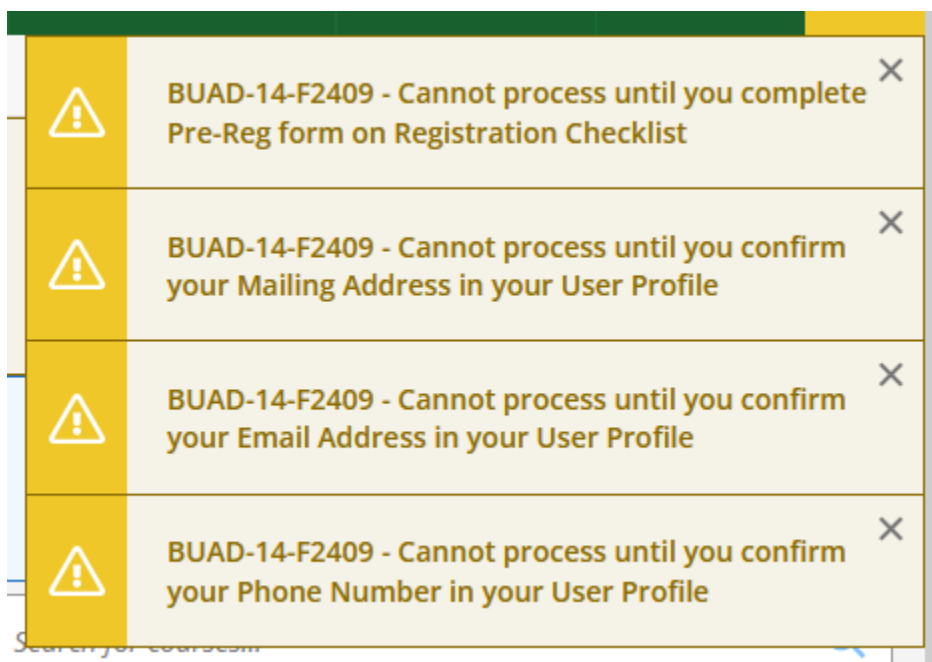 BUAD-14-F2409 - Cannot process until you complete
Pre-Reg form on Registration Checklist
BUAD-14-F2409 - Cannot process until you confirm
your Mailing Address in your User Profile
BUAD-14-F2409 - Cannot process until you confirm
your Email Address in your User Profile
BUAD-14-F2409 - Cannot process until you confirm
your Phone Number in your User Profile
Search for courses...